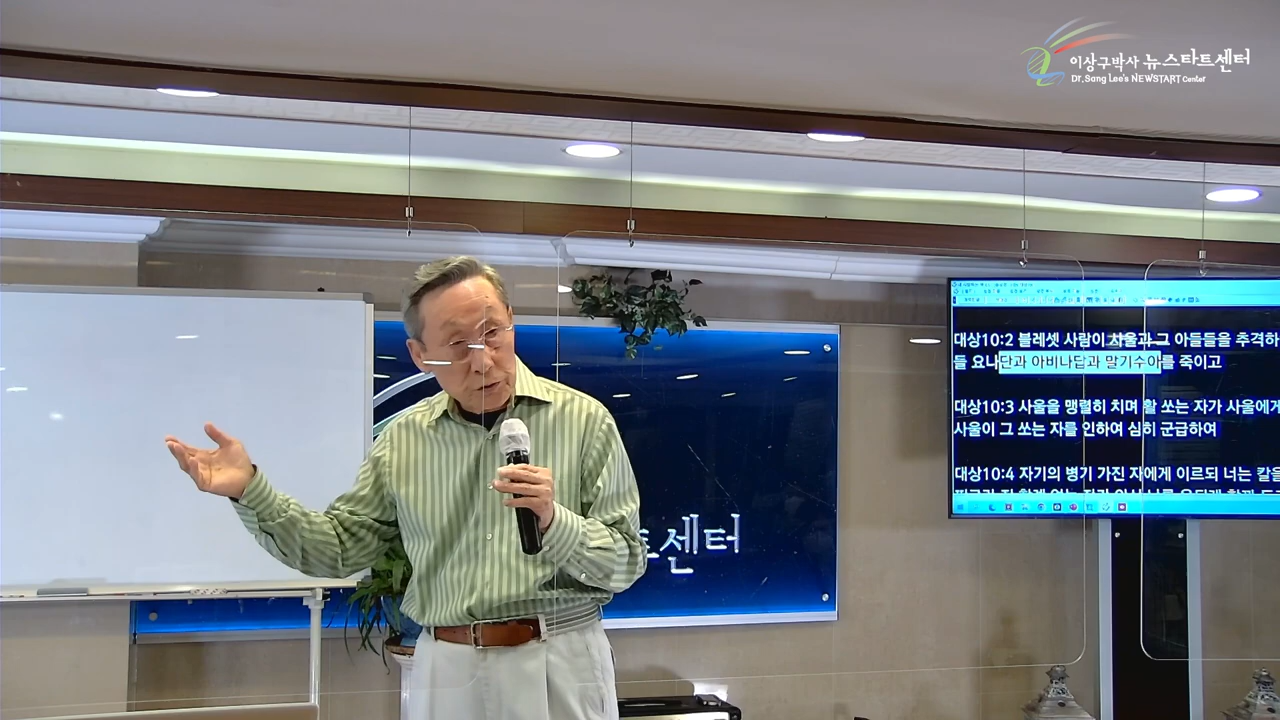 이상구박사 뉴스타트센터
Dr. Sang Lee's NEWSTART Center
대상10:2 블레셋 사람이 사울과 그 아들들을 추격하
들 요나단과 아비나답과 말기수아를 죽이고
대상10:3 사울을 맹렬히 치며 활 쏘는 자가 사울에게
사울이 그 쏘는 자를 인하여 심히 군급하여
대상10:4 자기의 병기 가진 자에게 이르되 너는 칼을
트센터